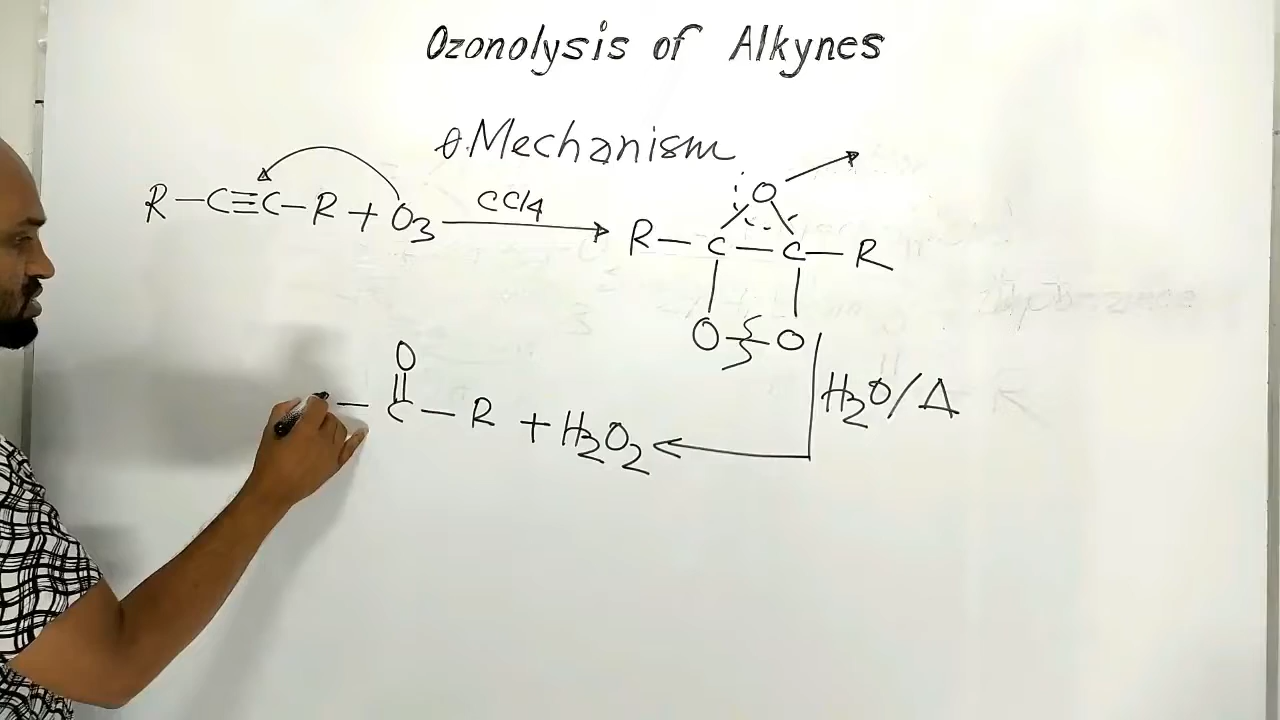 Ozonolysis of Alkynes
Mechanism
R—C≡C—R + O3 CCl4
O
R—C—C—R
O—O
H2O/Δ
O
—C—R + H2O2